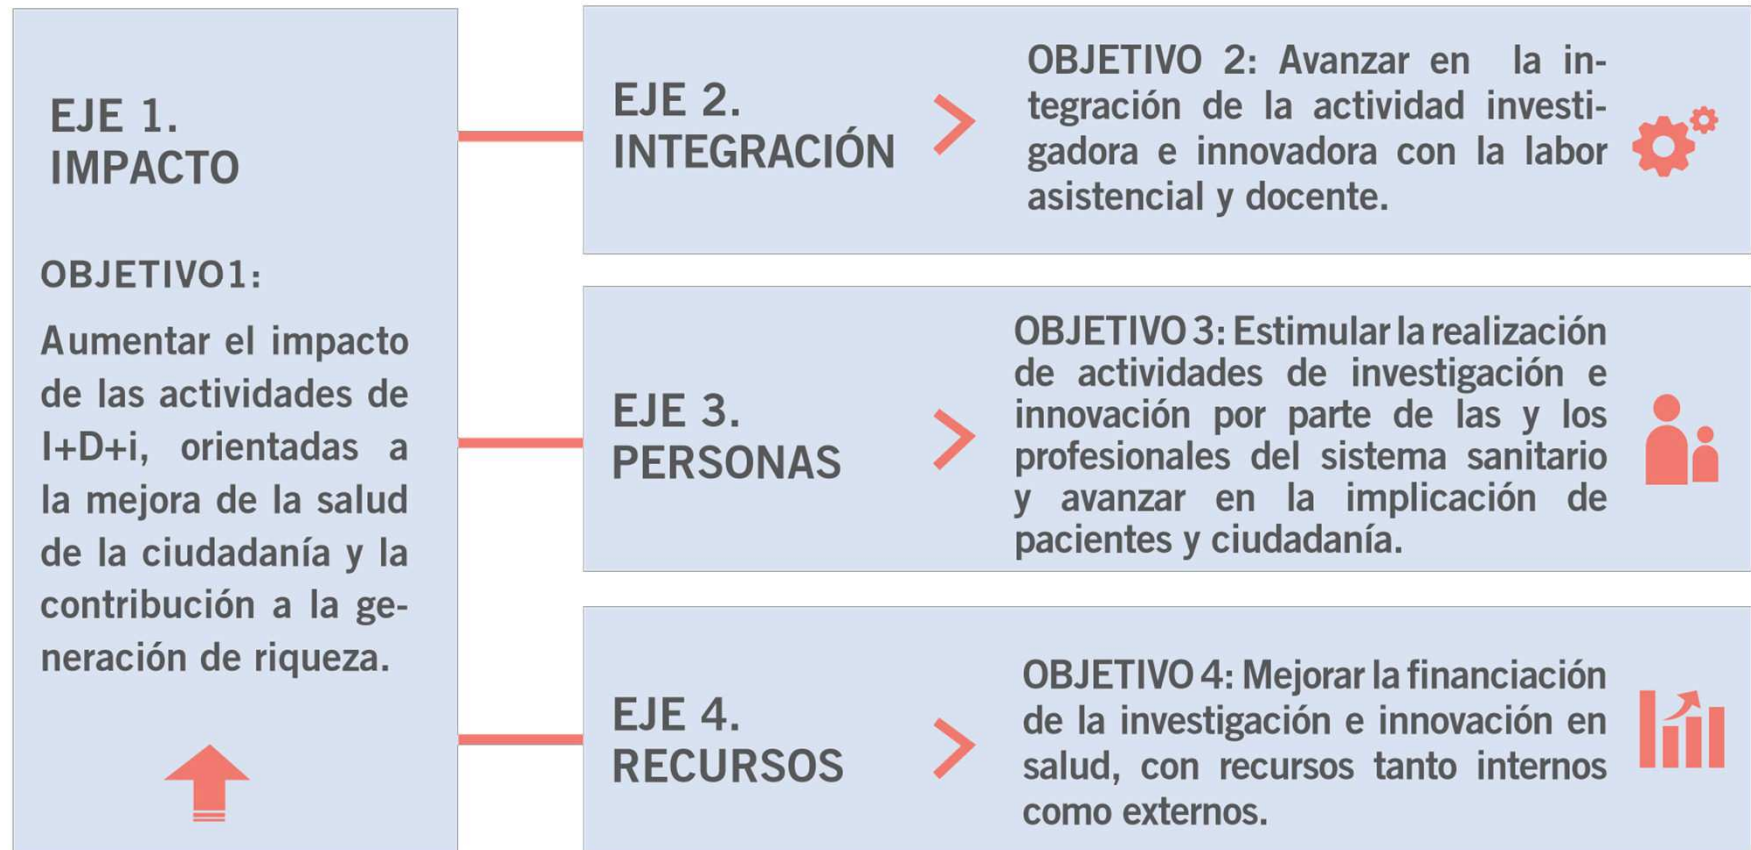 EJE 1.
IMPACTO
OBJETIVO1:
Aumentar el impacto
de las actividades de
I+D+i, orientadas a
la mejora de la salud
de la ciudadanía y la
contribución a la ge-
neración de riqueza.
EJE 2.
INTEGRACIÓN
OBJETIVO 2: Avanzar en la in-
tegración de la actividad investi-
gadora e innovadora con la labor
asistencial y docente.
EJE 3.
PERSONAS
OBJETIVO 3: Estimular la realización
de actividades de investigación e
innovación por parte de las y los
profesionales del sistema sanitario
y avanzar en la implicación de
pacientes y ciudadanía.
EJE 4.
RECURSOS
OBJETIVO 4: Mejorar la financiación
de la investigación e innovación en
salud, con recursos tanto internos
como externos.